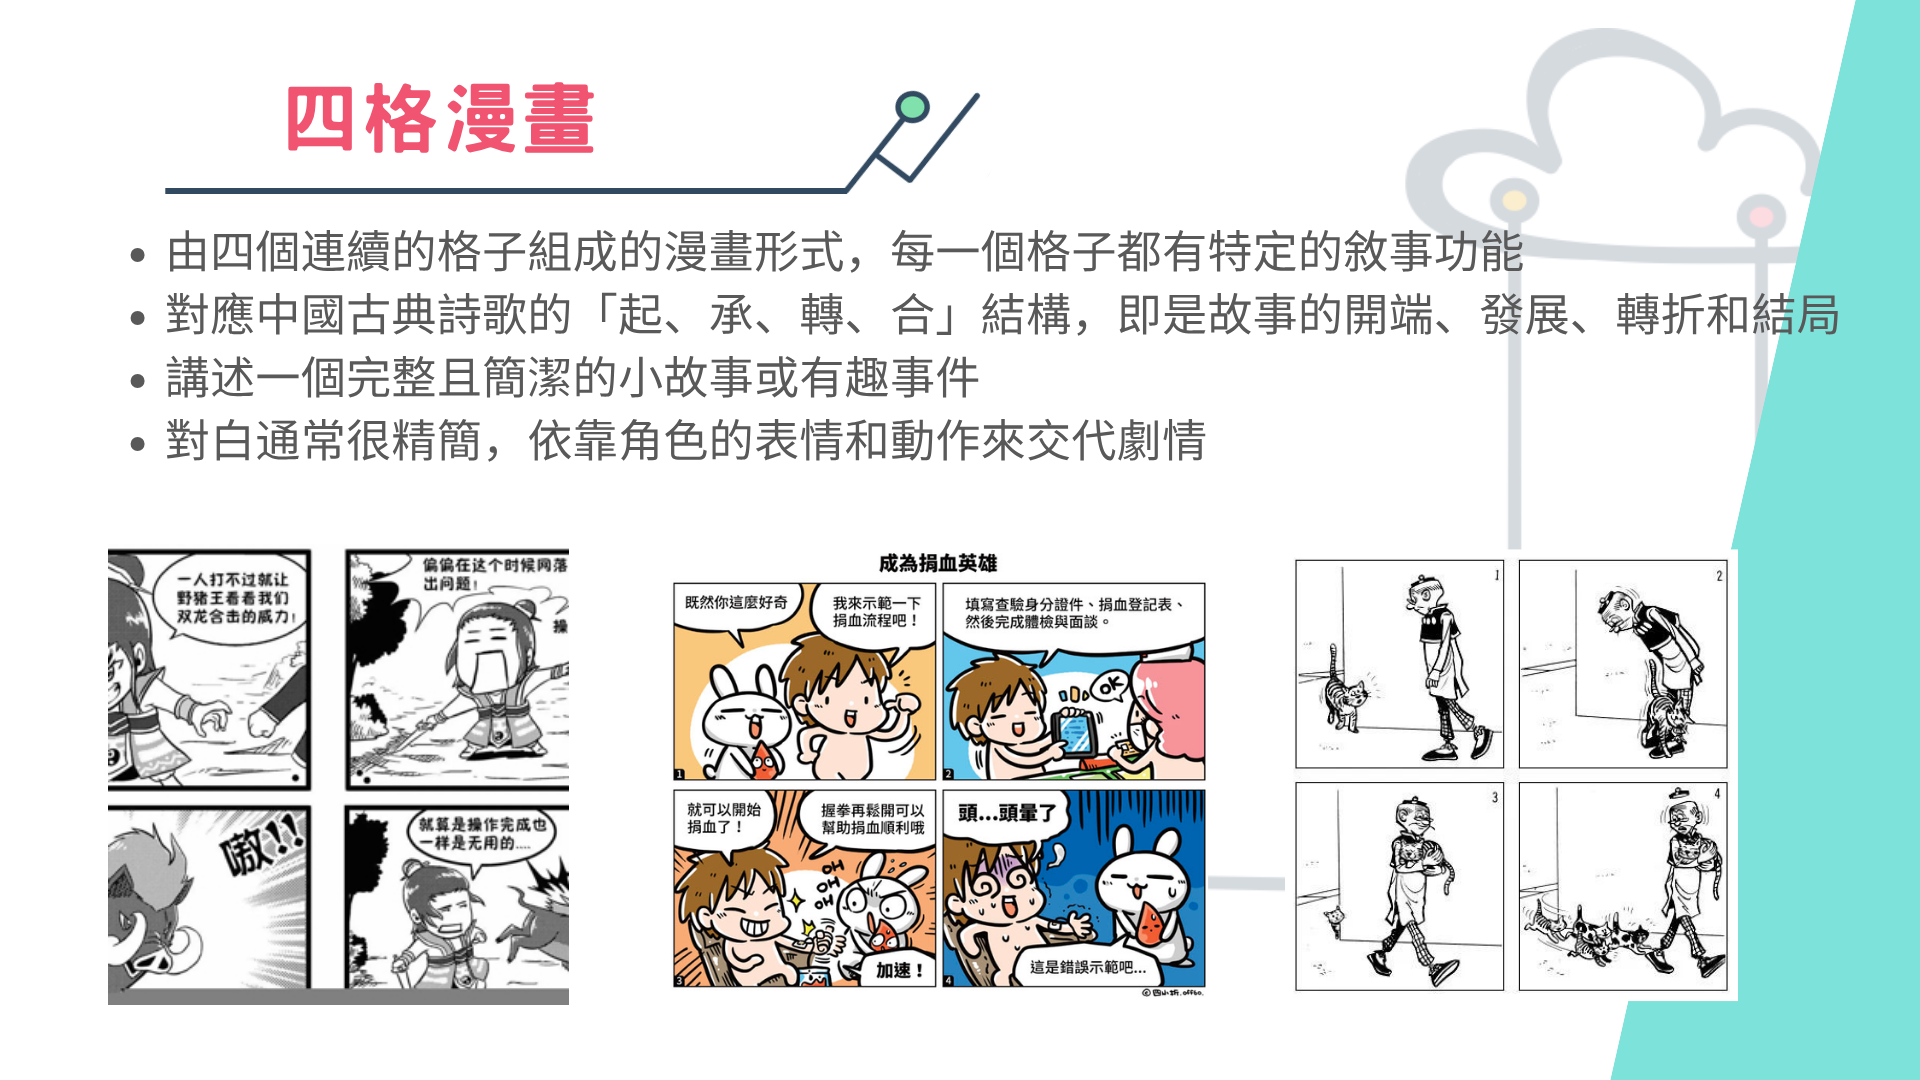 四格漫畫
由四個連續的格子組成的漫畫形式，每一個格子都有特定的敘事功能
對應中國古典詩歌的「起、承、轉、合」結構，即是故事的開端、發展、轉折和結局
講述一個完整且簡潔的小故事或有趣事件
對白通常很精簡，依靠角色的表情和動作來交代劇情
一人打不过就让
野猪王看看我们
双龙合击的威力！
偏偏在这个时候网落
出问题！
操
嗷！！
就算是操作完成也
一样是无用的....
成為捐血英雄
既然你這麼好奇
我來示範一下
捐血流程吧！
1
填寫查驗身分證件、捐血登記表、
然後完成體檢與面談。
OK
2
就可以開始
捐血了！
握拳再鬆開可以
幫助捐血順利哦
OH
OH
OH
加速！
3
頭...頭暈了
這是錯誤示範吧...
4
1
2
3
4